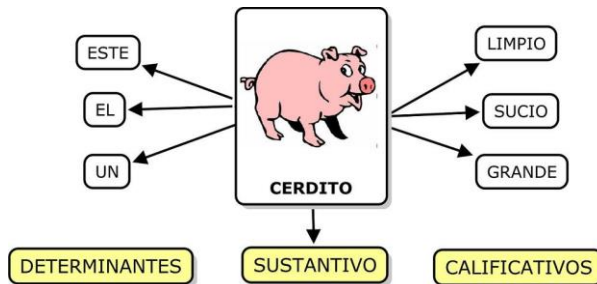 ESTE
EL
UN
CERDITO
LIMPIO
SUCIO
GRANDE
DETERMINANTES
SUSTANTIVO
CALIFICATIVOS